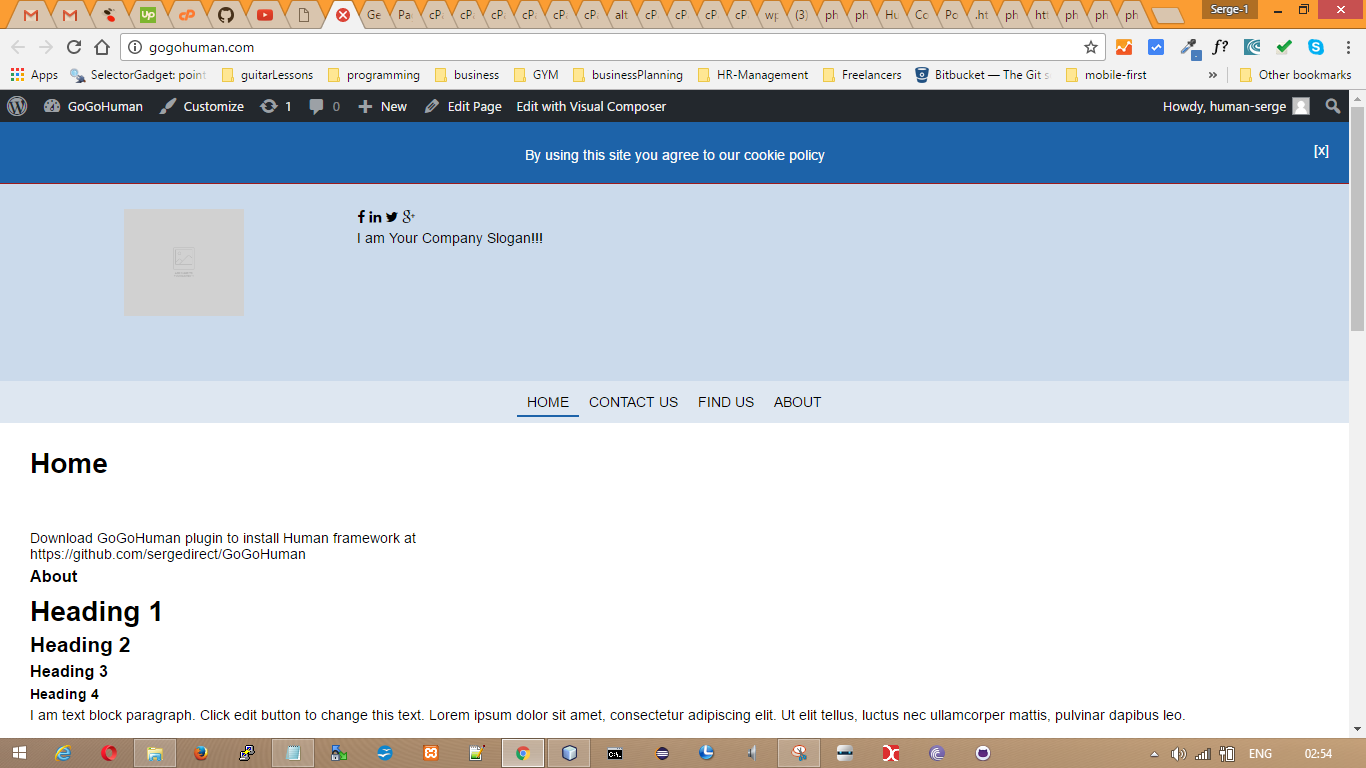 Ge Pa cP cP cP cP cP cP alt cP cP cP cP wp (3) ph ph Hu Cc Po .ht ph ht ph ph ph Serge-1
gogohuman.com
Apps SelectorGadget: point guitarLessons programming business GYM businessPlanning HR-Management Freelancers Bitbucket — The Git s mobile-first » Other bookmarks
GoGoHuman Customize 1 0 New Edit Page Edit with Visual Composer Howdy, human-serge
By using this site you agree to our cookie policy [x]
I am Your Company Slogan!!!
HOME CONTACT US FIND US ABOUT
Home
Download GoGoHuman plugin to install Human framework at
https://github.com/sergedirect/GoGoHuman
About
Heading 1
Heading 2
Heading 3
Heading 4
I am text block paragraph. Click edit button to change this text. Lorem ipsum dolor sit amet, consectetur adipiscing elit. Ut elit tellus, luctus nec ullamcorper mattis, pulvinar dapibus leo.
ENG 02:54